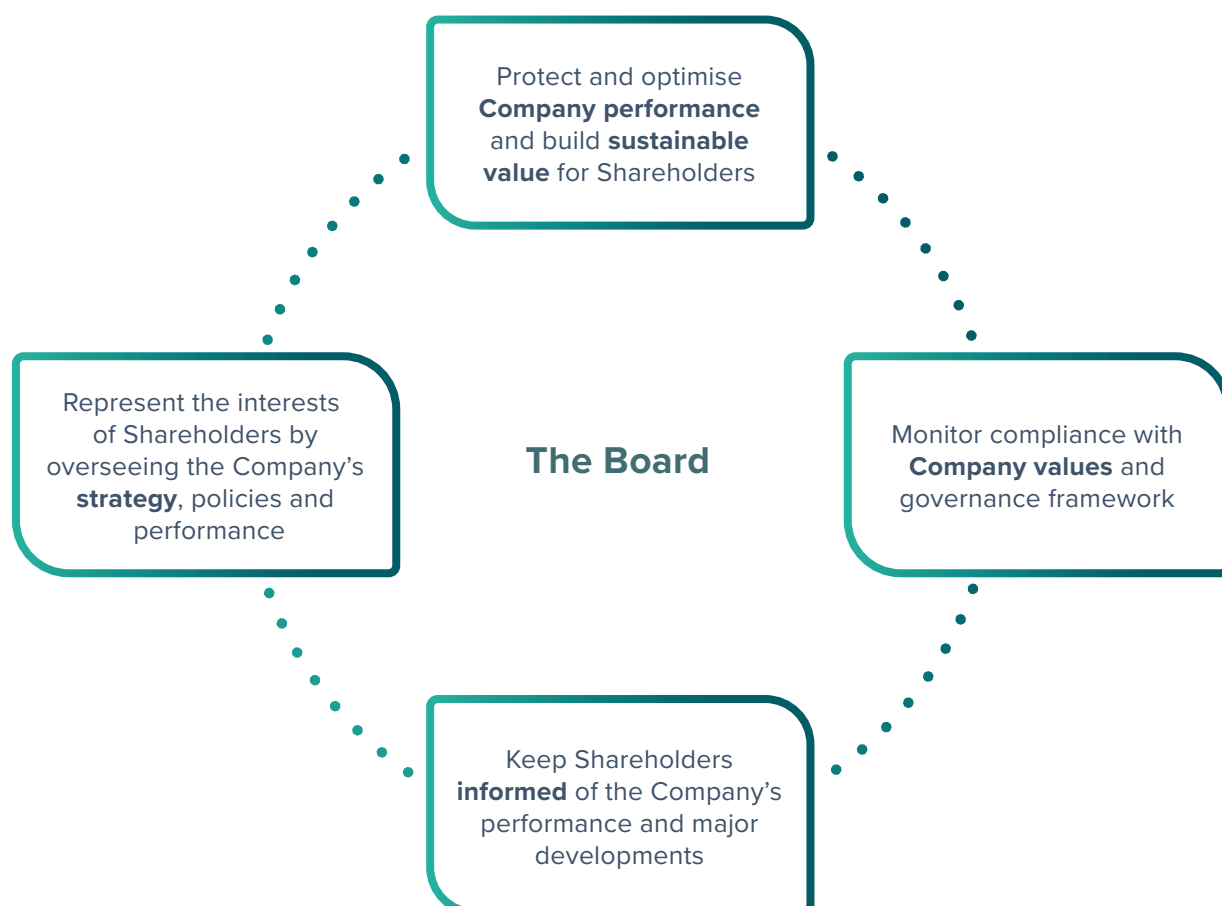 Protect and optimise
Company performance
and build sustainable
value for Shareholders
Represent the interests
of Shareholders by
overseeing the Company’s
strategy, policies and
performance
The Board
Monitor compliance with
Company values and
governance framework
Keep Shareholders
informed of the Company’s
performance and major
developments